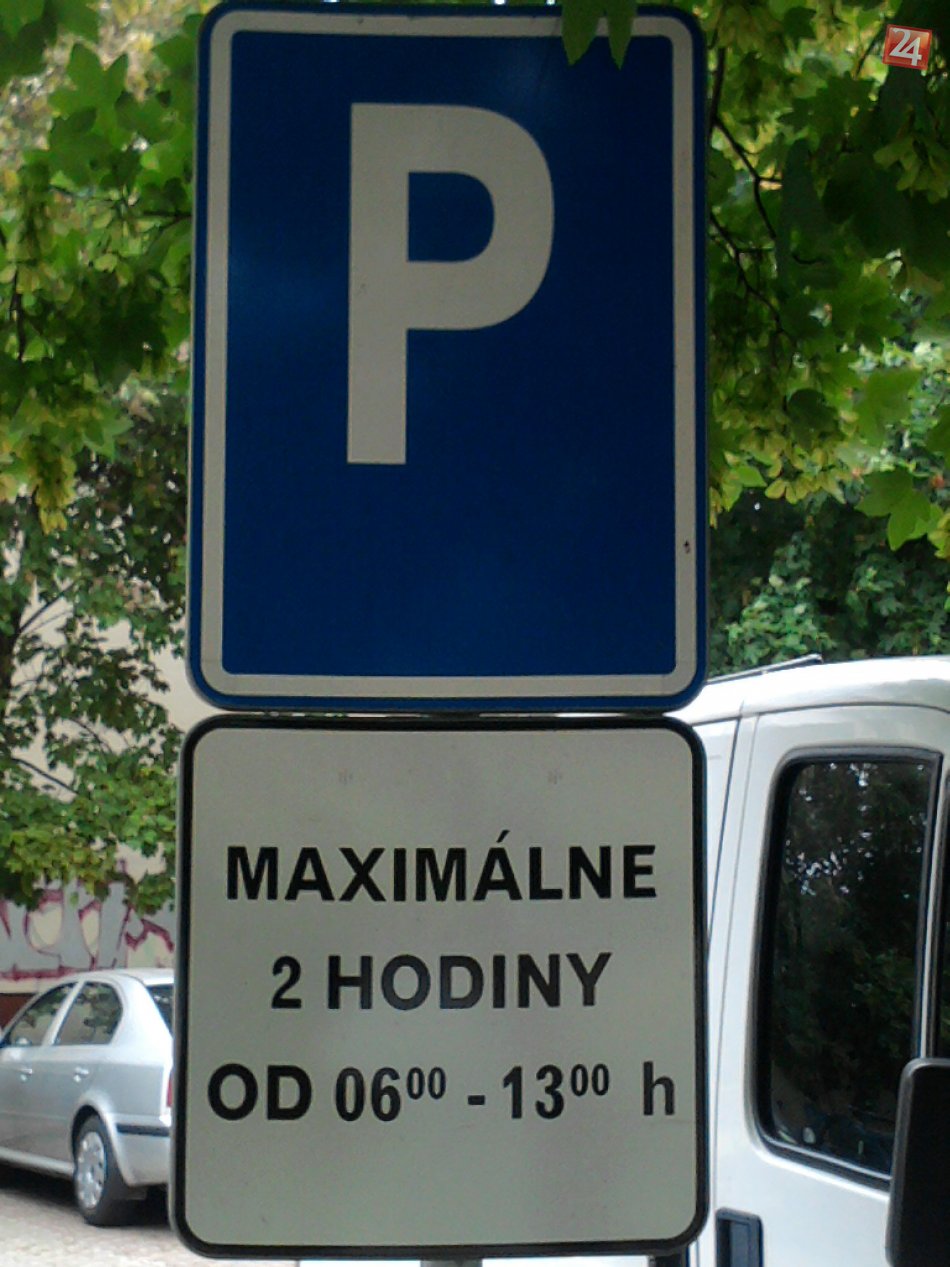 24
P
MAXIMÁLNE
2 HODINY
OD 06⁰⁰ - 13⁰⁰ h